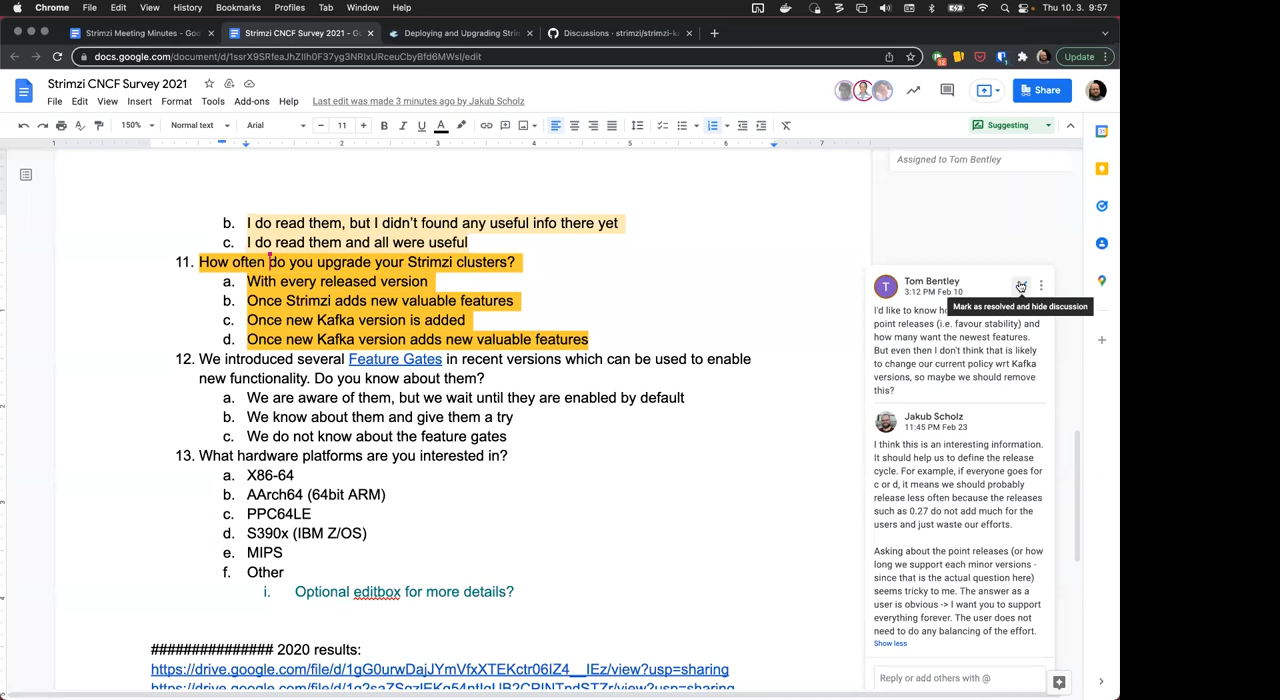 Chrome File Edit View History Bookmarks Profiles Tab Window Help Thu 10. 3. 9:57
Strimzi Meeting Minutes - Goo Strimzi CNCF Survey 2021 - G Deploying and Upgrading Strim Discussions · strimzi/strimzi-k
docs.google.com/document/d/1ssrX9SRfeaJhZlIh0F37yg3NRIxURceuCbyBfd6MWsI/edit 12 Update
Strimzi CNCF Survey 2021
Share
File Edit View Insert Format Tools Add-ons Help Last edit was made 3 minutes ago by Jakub Scholz
150% Normal text Arial 11 B I U A Suggesting
1 1 2 3 4 5 6 7
Assigned to Tom Bentley
b. I do read them, but I didn't found any useful info there yet
c. I do read them and all were useful
11. How often do you upgrade your Strimzi clusters?
a. With every released version
b. Once Strimzi adds new valuable features
c. Once new Kafka version is added
d. Once new Kafka version adds new valuable features
12. We introduced several Feature Gates in recent versions which can be used to enable
new functionality. Do you know about them?
a. We are aware of them, but we wait until they are enabled by default
b. We know about them and give them a try
c. We do not know about the feature gates
13. What hardware platforms are you interested in?
a. X86-64
b. AArch64 (64bit ARM)
c. PPC64LE
d. S390x (IBM Z/OS)
e. MIPS
f. Other
i. Optional editbox for more details?
############### 2020 results:
https://drive.google.com/file/d/1gG0urwDajJYmVfxXTEKctr06IZ4__IEz/view?usp=sharing
T
Tom Bentley
3:12 PM Feb 10
Mark as resolved and hide discussion
I'd like to know h
point releases (i.e. favour stability) and
how many want the newest features.
But even then I don't think that is likely
to change our current policy wrt Kafka
versions, so maybe we should remove
this?
Jakub Scholz
11:45 PM Feb 23
I think this is an interesting information.
It should help us to define the release
cycle. For example, if everyone goes for
c or d, it means we should probably
release less often because the releases
such as 0.27 do not add much for the
users and just waste our efforts.
Asking about the point releases (or how
long we support each minor versions -
since that is the actual question here)
seems tricky to me. The answer as a
user is obvious -> I want you to support
everything forever. The user does not
need to do any balancing of the effort.
Show less
Reply or add others with @